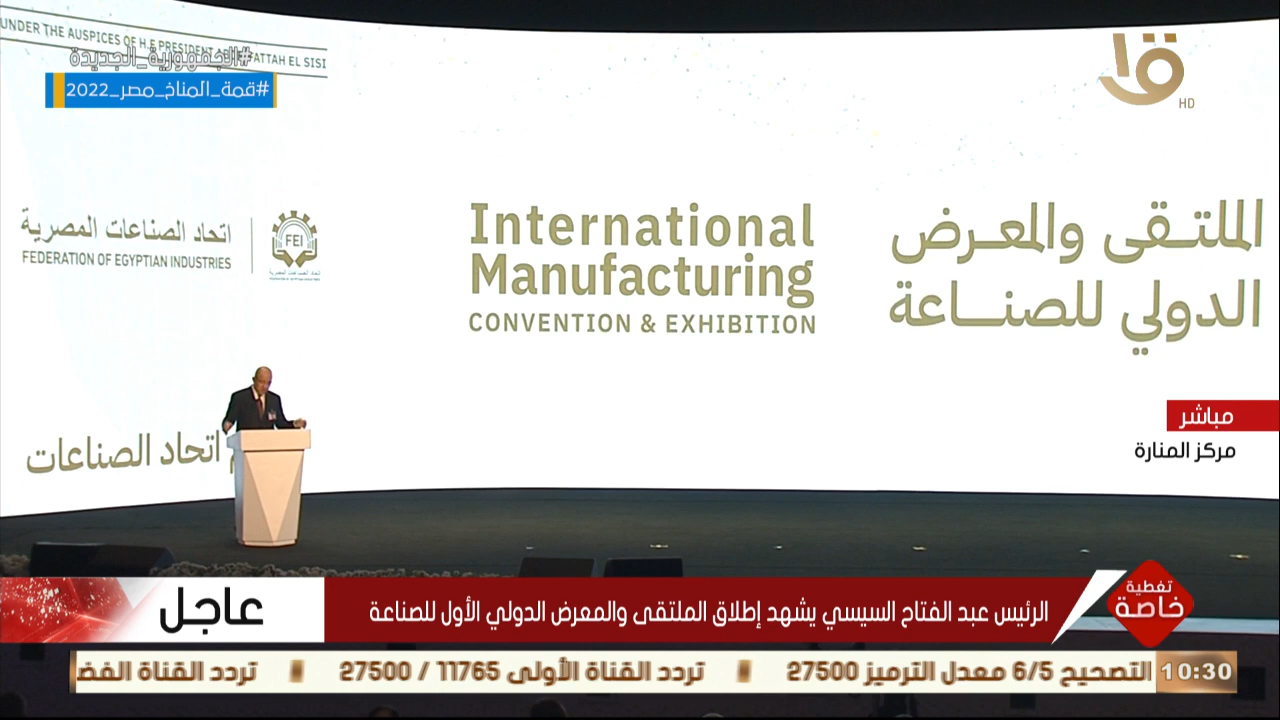 UNDER THE AUSPICES OF H.E PRESIDENT FATTAH EL SISI
#الجمهورية_الجديدة
#قمة_المناخ_مصر_2022
HD
اتحاد الصناعات المصرية
FEDERATION OF EGYPTIAN INDUSTRIES
FEI
اتحاد الصناعات المصرية
International
Manufacturing
CONVENTION & EXHIBITION
الملتقى والمعرض
الدولي للصناعة
مباشر
مركز المنارة
اتحاد الصناعات
تغطية
خاصة
الرئيس عبد الفتاح السيسي يشهد إطلاق الملتقى والمعرض الدولي الأول للصناعة
عاجل
10:30
التصحيح 6/5 معدل الترميز 27500 تردد القناة الأولى 11765 / 27500 تردد القناة الفض